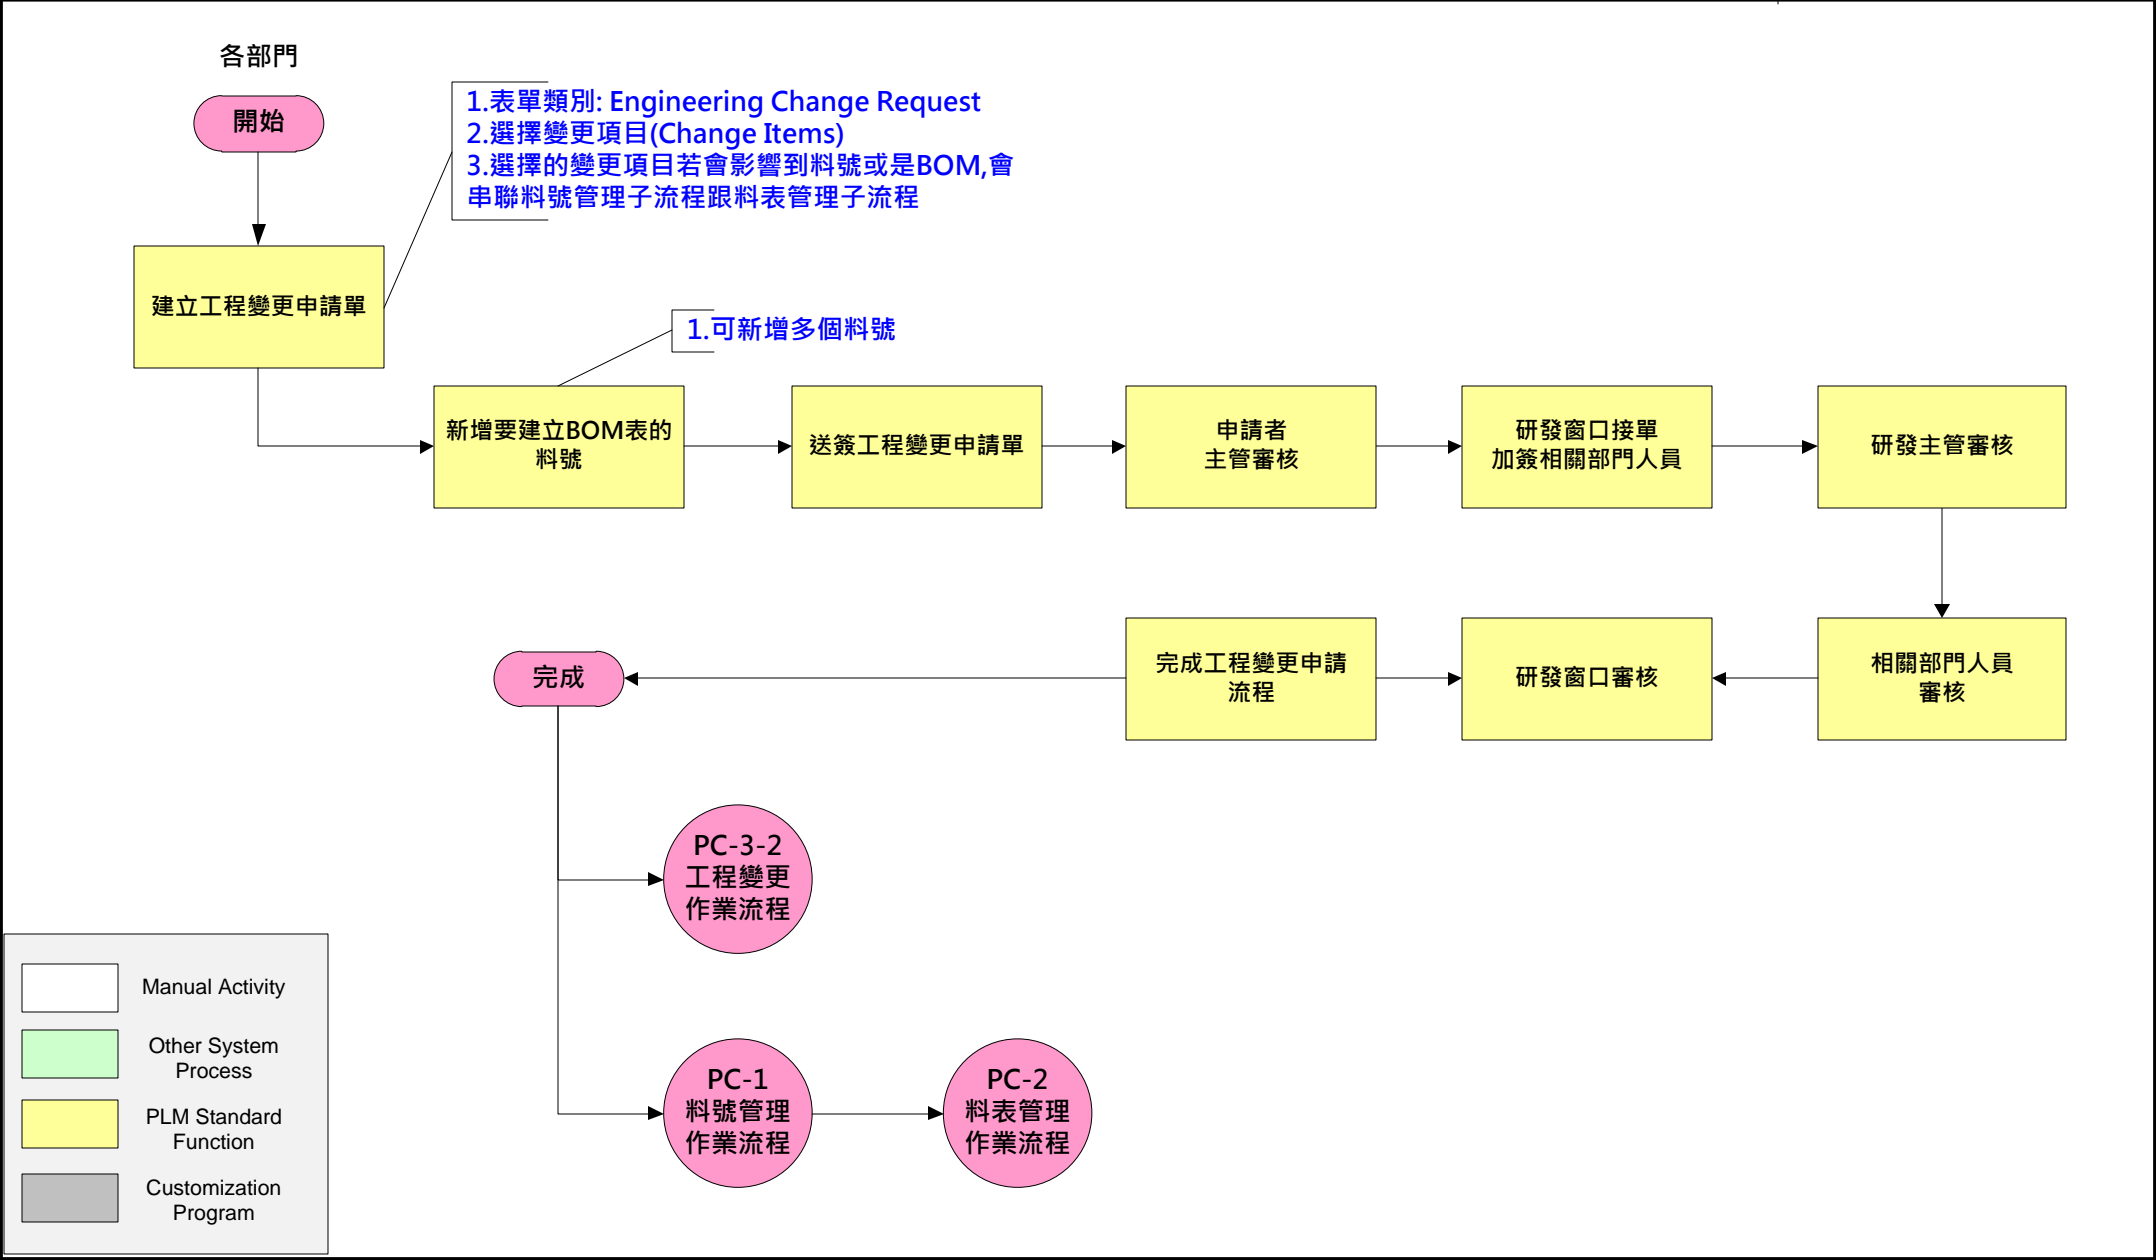 各部門
開始
1.表單類別: Engineering Change Request
2.選擇變更項目(Change Items)
3.選擇的變更項目若會影響到料號或是BOM,會
串聯料號管理子流程跟料表管理子流程
建立工程變更申請單
1.可新增多個料號
新增要建立BOM表的
料號
送簽工程變更申請單
申請者
主管審核
研發窗口接單
加簽相關部門人員
研發主管審核
完成
完成工程變更申請
流程
研發窗口審核
相關部門人員
審核
PC-3-2
工程變更
作業流程
PC-1
料號管理
作業流程
PC-2
料表管理
作業流程
Manual Activity
Other System
Process
PLM Standard
Function
Customization
Program